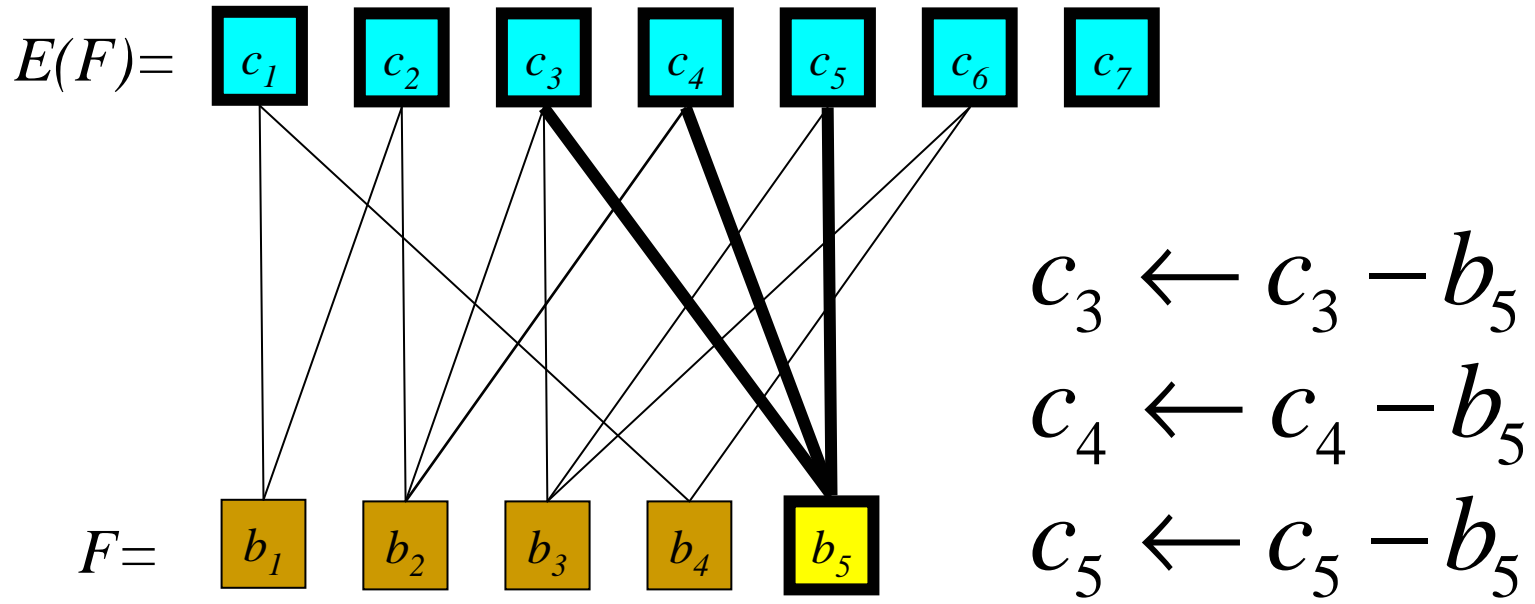 E(F)= c₁ c₂ c₃ c₄ c₅ c₆ c₇
c₃ ← c₃ − b₅
c₄ ← c₄ − b₅
c₅ ← c₅ − b₅
F= b₁ b₂ b₃ b₄ b₅